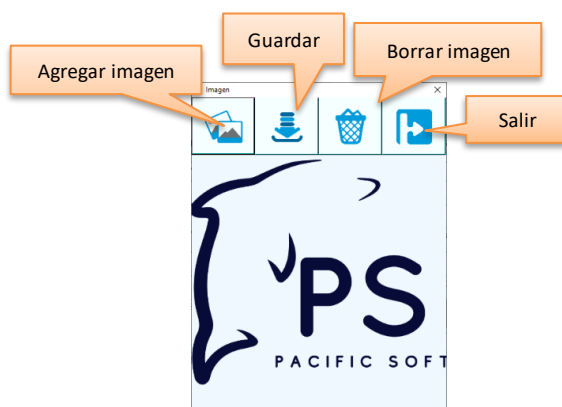 Guardar
Borrar imagen
Agregar imagen
Imagen
Salir
PS
PACIFIC SOFT